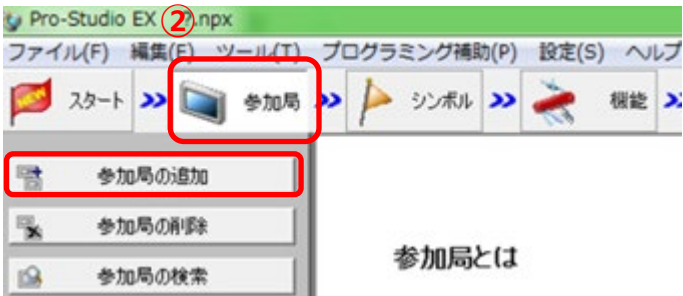 Pro-Studio EX ②?.npx
ファイル(F) 編集(E) ツール(T) プログラミング補助(P) 設定(S) ヘルプ
スタート 参加局 シンボル 機能
参加局の追加
参加局の削除
参加局の検索
参加局とは